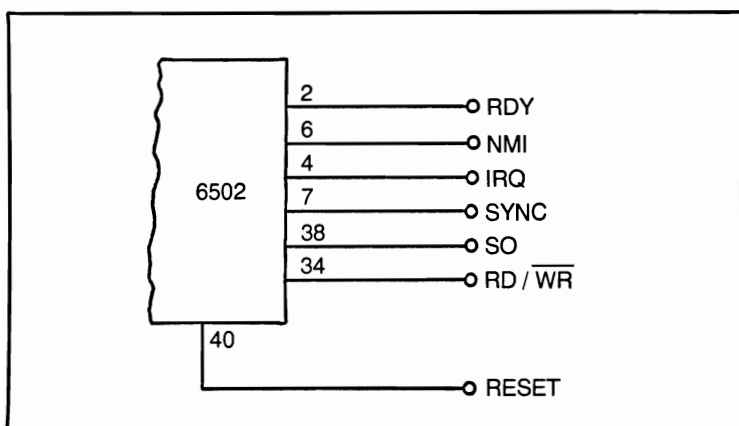 2 RDY
6 NMI
4 IRQ
6502
7 SYNC
38 SO
34 RD / WR
40
RESET